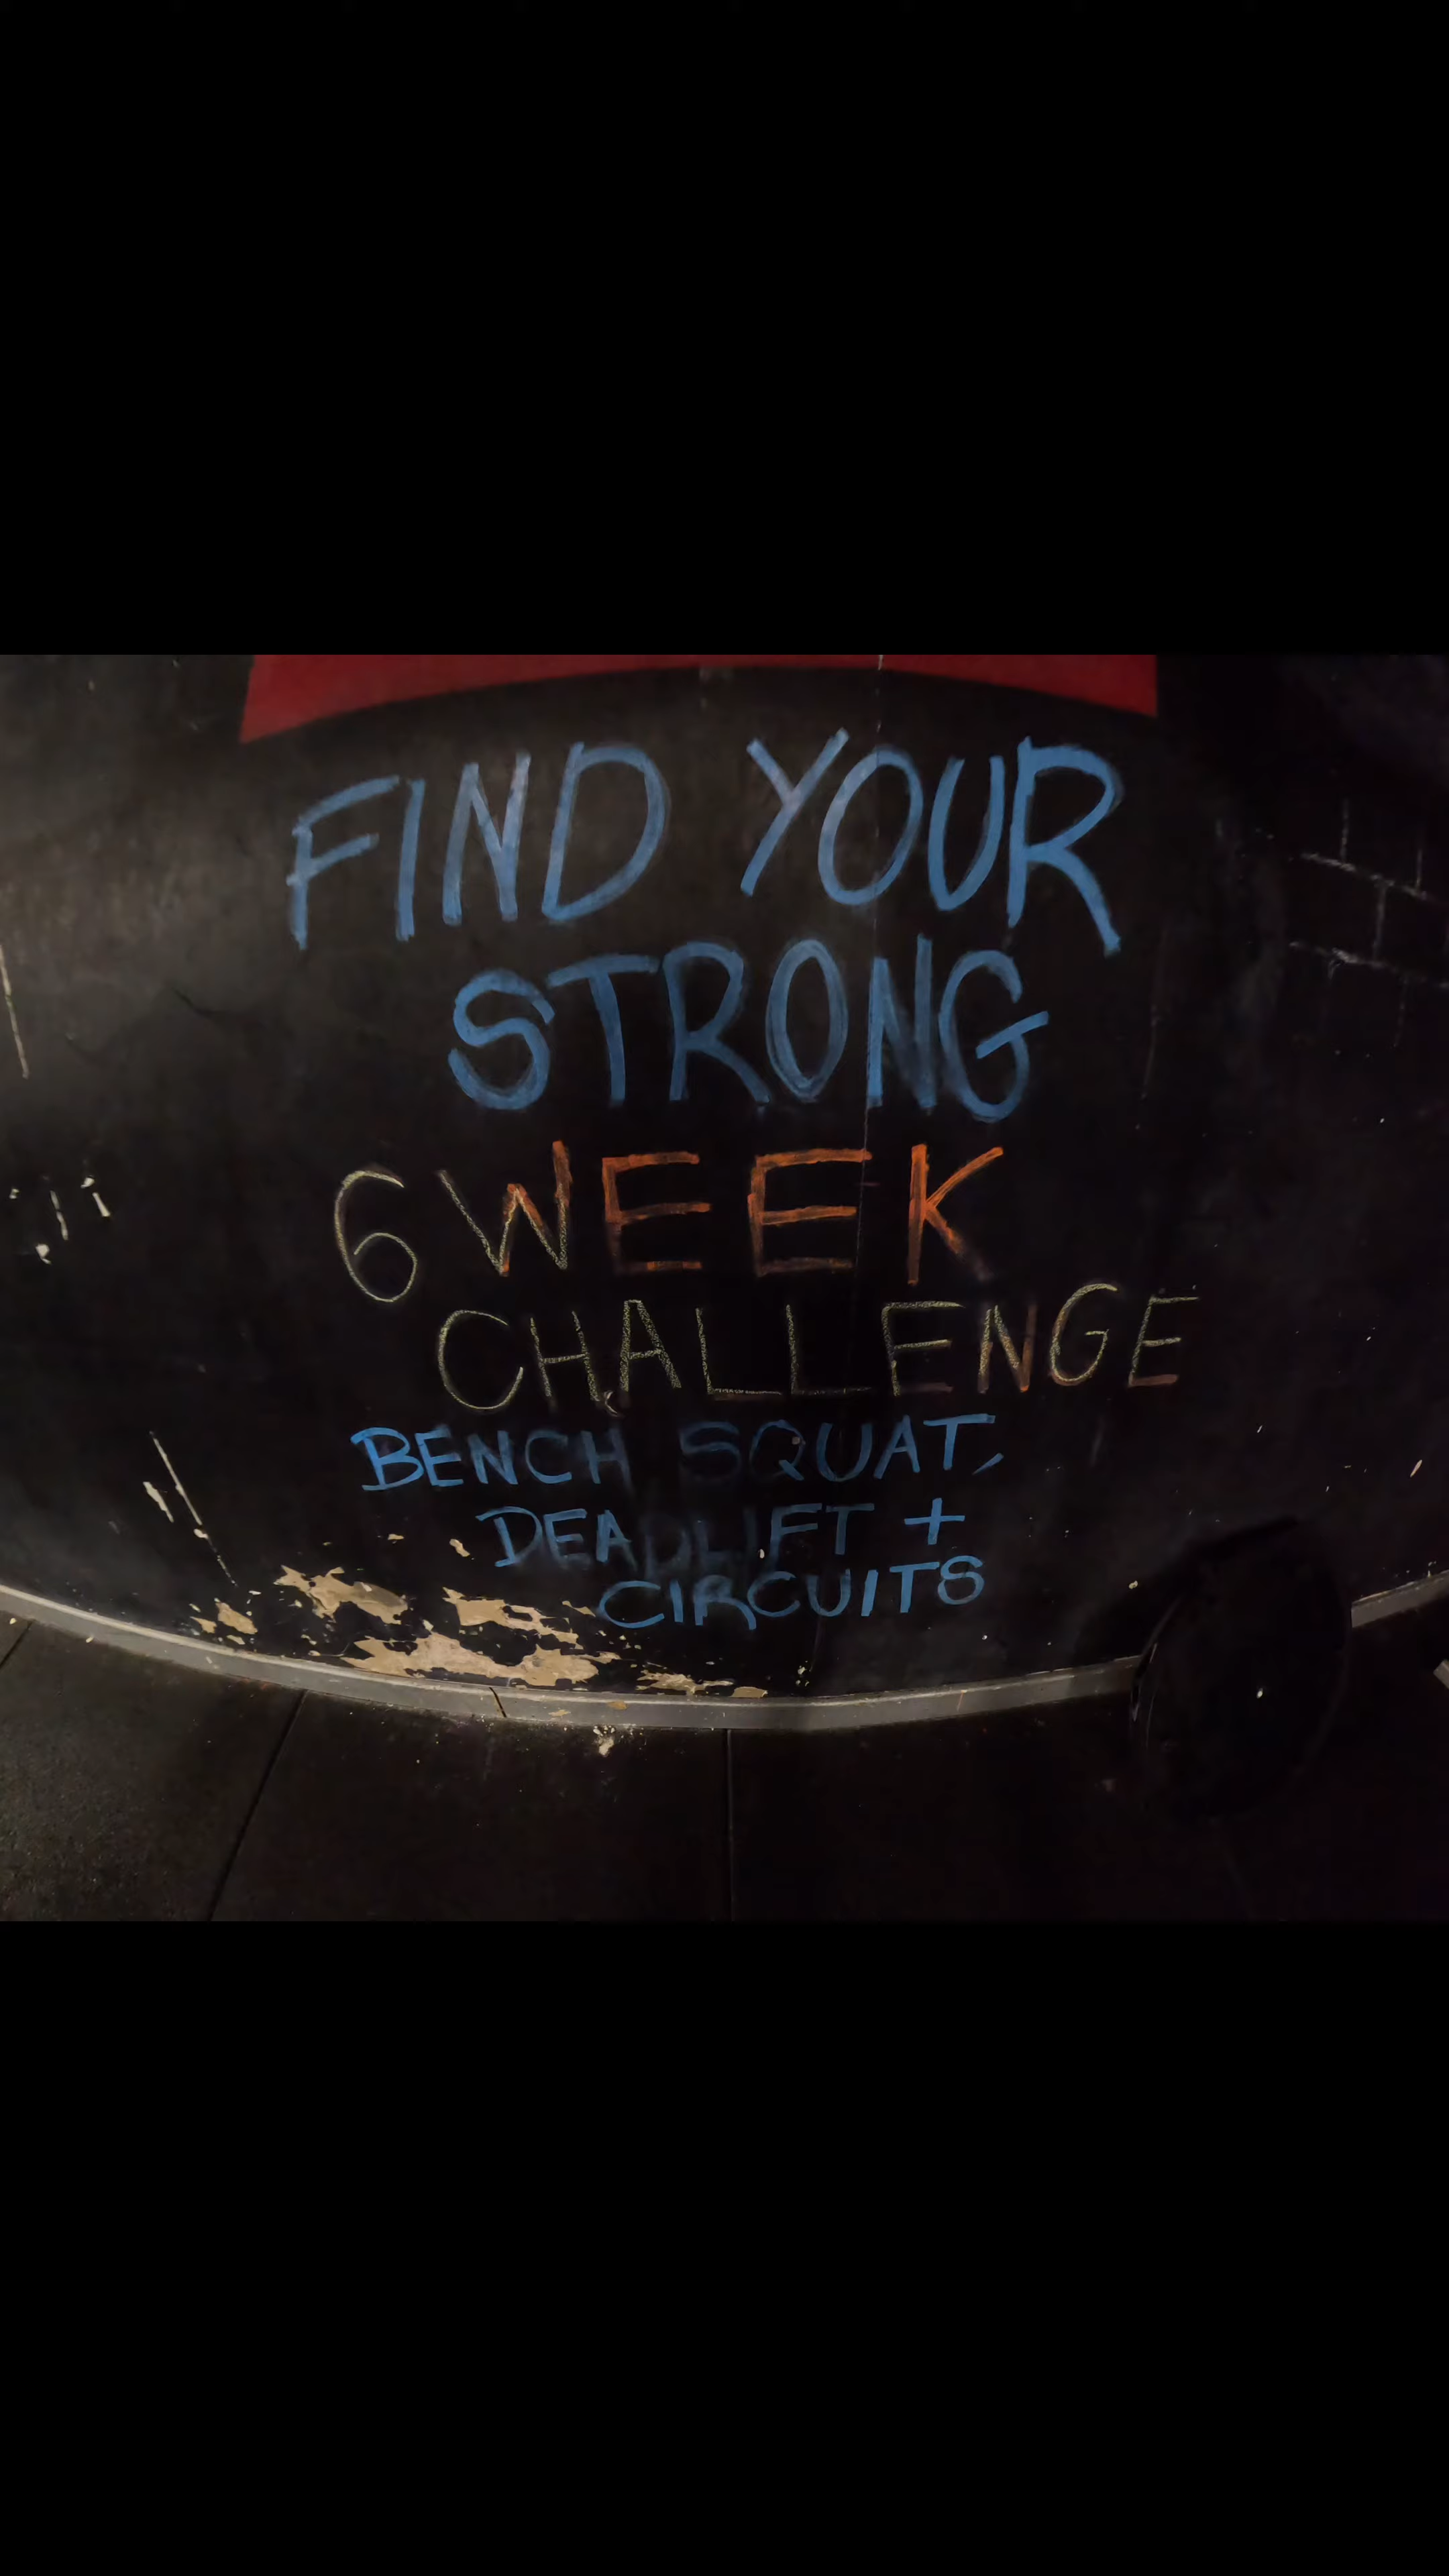 FIND YOUR
STRONG
6 WEEK
CHALLENGE
BENCH SQUAT,
DEADLIFT +
CIRCUITS